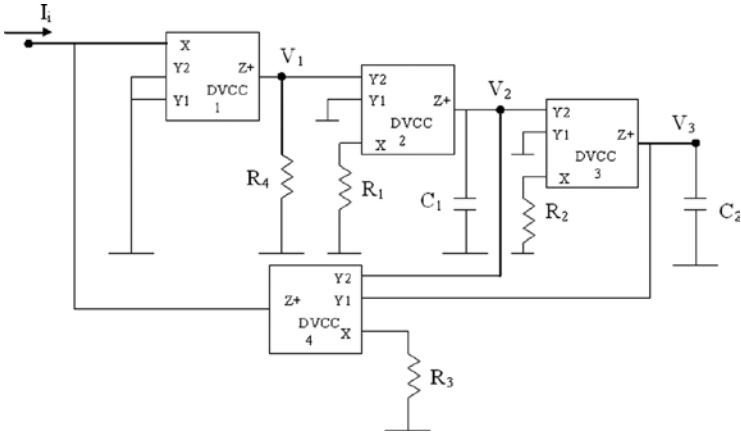 Iᵢ
X
Y2
Y1
Z+
DVCC
1
V₁
R₄
Y2
Y1
X
Z+
DVCC
2
R₁
V₂
C₁
Y2
Y1
X
Z+
DVCC
3
R₂
V₃
C₂
Z+
Y2
Y1
X
DVCC
4
R₃